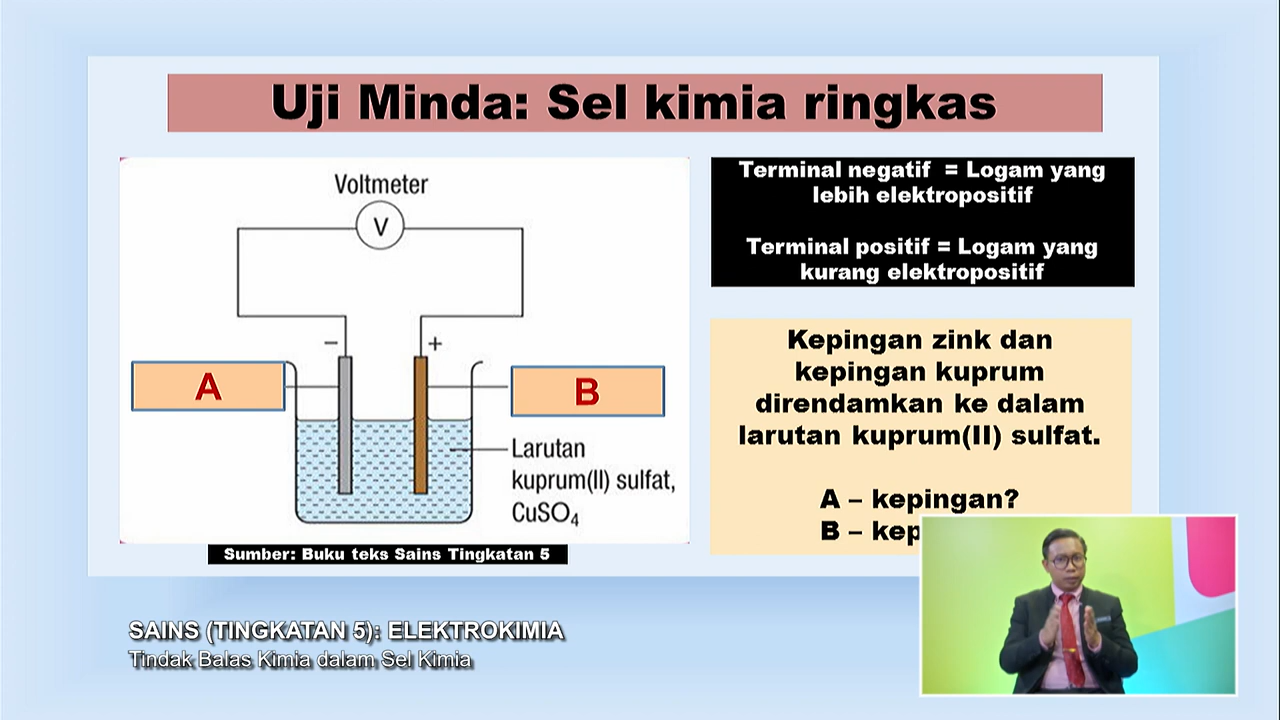 Uji Minda: Sel kimia ringkas
Voltmeter
V
−
+
A
B
Larutan
kuprum(II) sulfat,
CuSO₄
Sumber: Buku teks Sains Tingkatan 5
Terminal negatif = Logam yang
lebih elektropositif
Terminal positif = Logam yang
kurang elektropositif
Kepingan zink dan
kepingan kuprum
direndamkan ke dalam
larutan kuprum(II) sulfat.
A – kepingan?
B – kep
SAINS (TINGKATAN 5): ELEKTROKIMIA
Tindak Balas Kimia dalam Sel Kimia